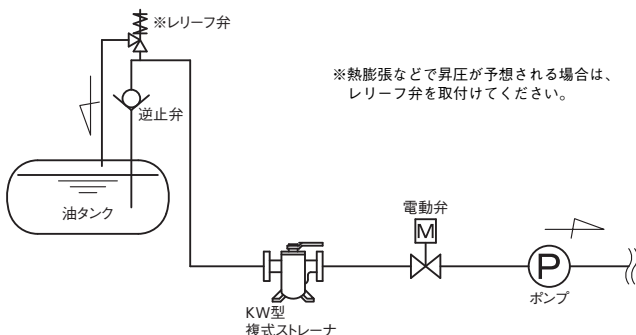 ※レリーフ弁
※熱膨張などで昇圧が予想される場合は、
レリーフ弁を取付けてください。
逆止弁
油タンク
電動弁
M
P
ポンプ
KW型
複式ストレーナ